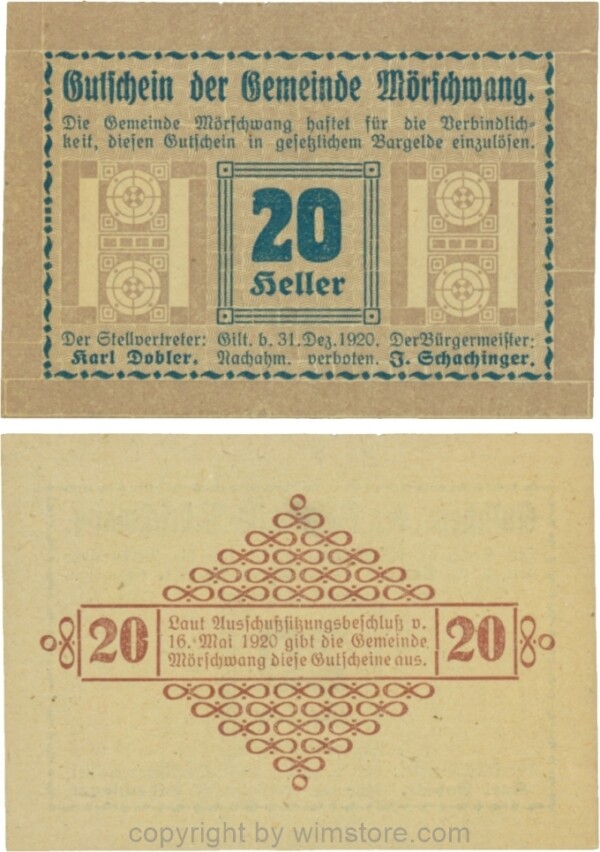 Gutschein der Gemeinde Mörschwang.
Die Gemeinde Mörschwang haftet für die Verbindlich-
keit, diesen Gutschein in gesetzlichem Bargelde einzulösen.
20
Heller
Der Stellvertreter: Gilt. b. 31. Dez. 1920. Der Bürgermeister:
Karl Dobler. Nachahm. verboten. J. Schachinger.
20 Laut Ausschußsitzungsbeschluß v. 20
16. Mai 1920 gibt die Gemeinde
Mörschwang diese Gutscheine aus.
copyright by wimstore.com